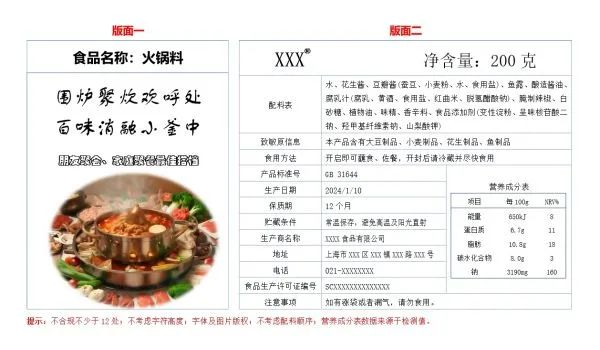 版面一
食品名称：火锅料
围炉聚炊欢呼处
百味消融小釜中
朋友聚会、家庭聚餐最佳搭档
版面二
XXX®
净含量：200 克
配料表
水、花生酱、豆瓣酱(蚕豆、小麦粉、水、食用盐)、鱼露、酿造酱油、
腐乳汁(腐乳、黄酒、食用盐、红曲米、脱氢醋酸钠)、腌制辣椒、白
砂糖、植物油、味精、香辛料、食品添加剂(变性淀粉、呈味核苷酸二
钠、羟甲基纤维素钠、山梨酸钾)
致敏原信息
本产品含有大豆制品、小麦制品、花生制品、鱼制品
食用方法
开启即可蘸食、佐餐，开封后请冷藏并尽快食用
产品标准号
GB 31644
生产日期
2024/1/10
保质期
12 个月
贮藏条件
常温保存，避免高温及阳光直射
生产商名称
XXXX 食品有限公司
地址
上海市 XXX 区 XXX 镇 XXX 路 XXX 号
电话
021-XXXXXXXX
食品生产许可证编号
SCXXXXXXXXXXXXXX
注意事项
如有涨袋或者漏气，请勿食用。
营养成分表
项目 每 100g NRV%
能量 650kJ 8
蛋白质 6.7g 11
脂肪 10.8g 18
碳水化合物 8.0g 3
钠 3190mg 160
提示：不合规不少于 12 处；不考虑字符高度；字体及图片版权；不考虑配料顺序；营养成分表数据来源于检测值。